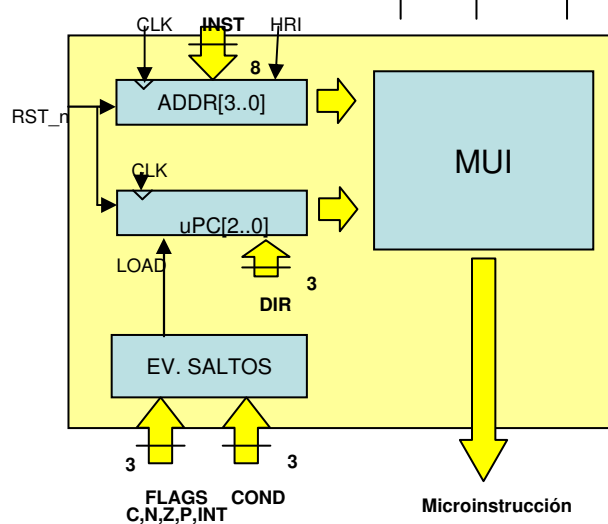 CLK INST HRI
8
ADDR[3..0]
RST_n
MUI
CLK
uPC[2..0]
LOAD
3
DIR
EV. SALTOS
3 3
FLAGS COND
C,N,Z,P,INT
Microinstrucción